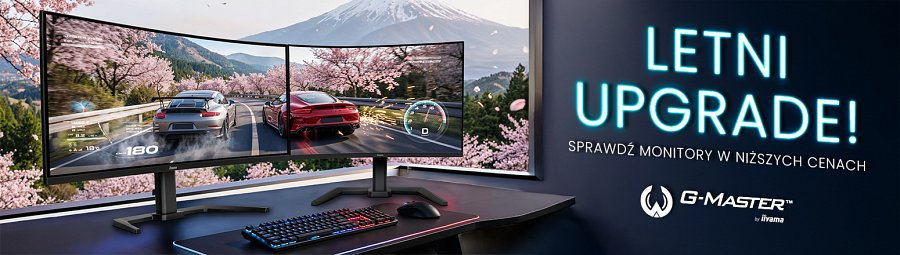 LETNI
UPGRADE!
SPRAWDŹ MONITORY W NIŻSZYCH CENACH
G-MASTER™
by iiyama
180
D